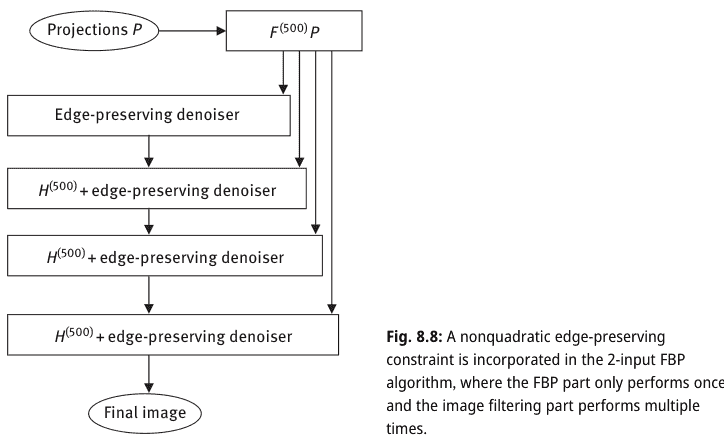 Projections P
F(500)P
Edge-preserving denoiser
H(500) + edge-preserving denoiser
H(500) + edge-preserving denoiser
H(500) + edge-preserving denoiser
Final image
Fig. 8.8: A nonquadratic edge-preserving
constraint is incorporated in the 2-input FBP
algorithm, where the FBP part only performs once
and the image filtering part performs multiple
times.